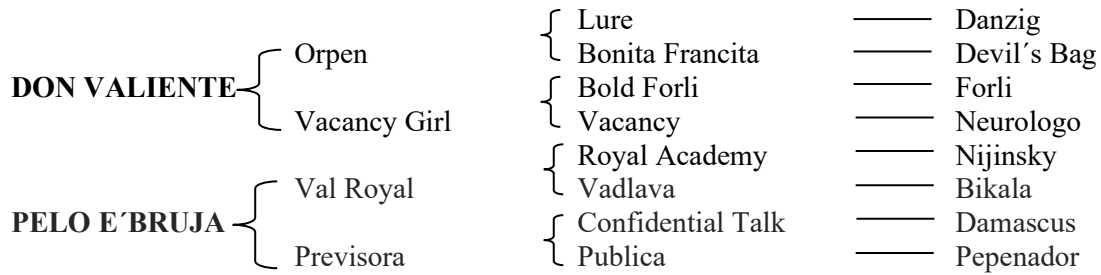 Lure Danzig
Orpen
Bonita Francita Devil´s Bag
DON VALIENTE
Bold Forli Forli
Vacancy Girl
Vacancy Neurologo
Royal Academy Nijinsky
Val Royal
Vadlava Bikala
PELO E´BRUJA
Confidential Talk Damascus
Previsora
Publica Pepenador